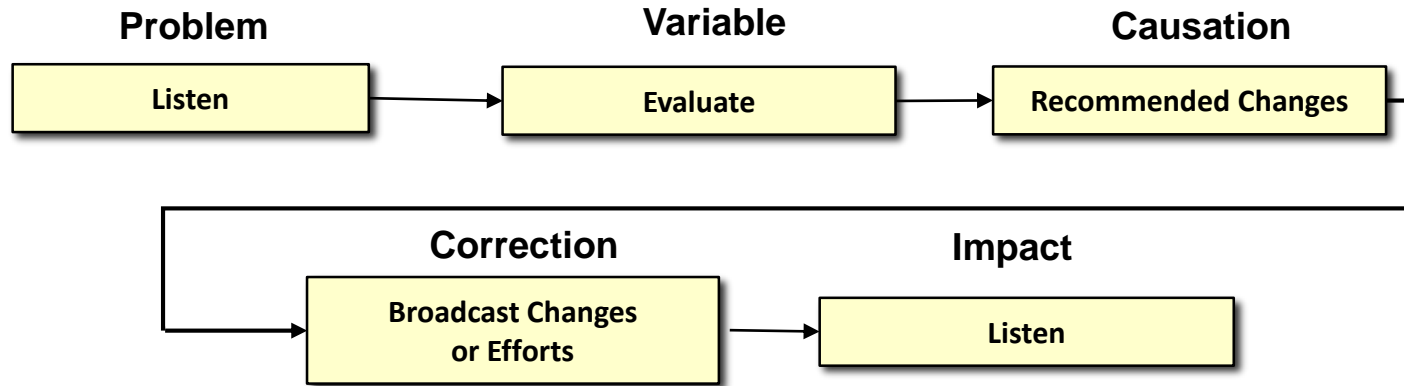 Problem
Variable
Causation
Listen
Evaluate
Recommended Changes
Correction
Impact
Broadcast Changes
or Efforts
Listen